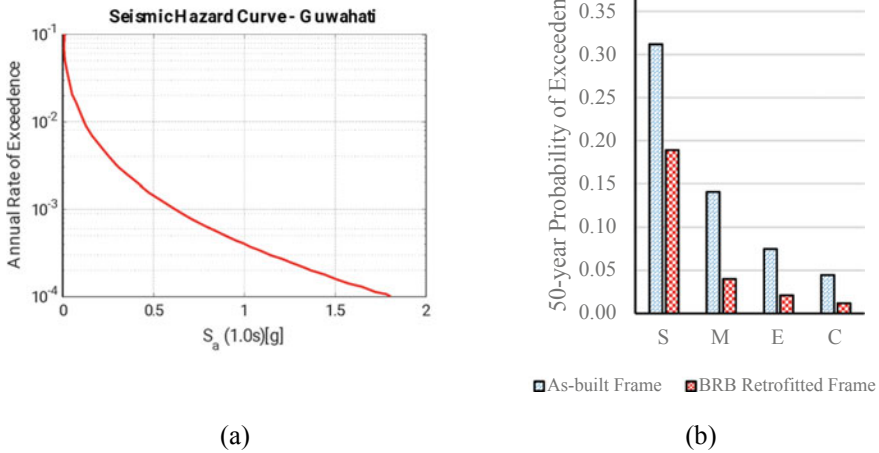 Seismic Hazard Curve - Guwahati
Annual Rate of Exceedence
10-1
10-2
10-3
10-4
0
0.5
1
1.5
2
Sa (1.0s)[g]
(a)
50-year Probability of
0.35
0.30
0.25
0.20
0.15
0.10
0.05
0.00
S
M
E
C
As-built Frame
BRB Retrofitted Frame
(b)